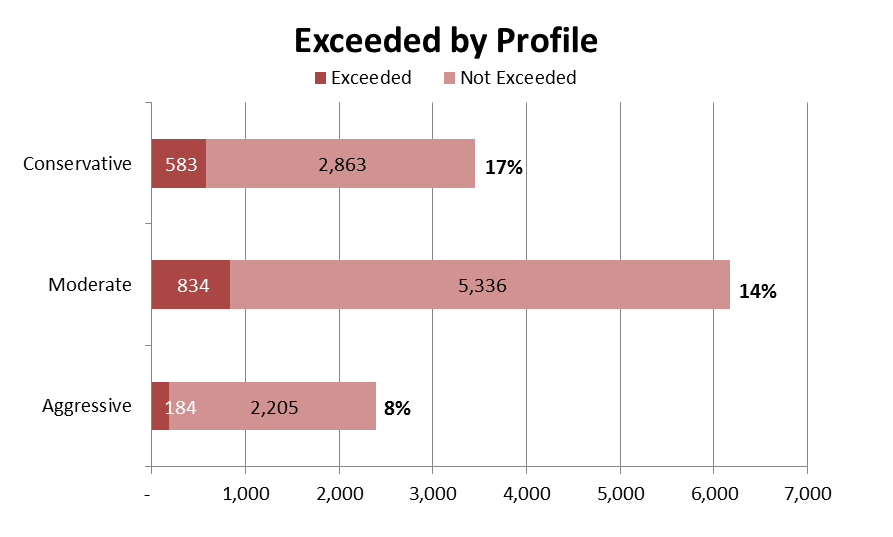 Exceeded by Profile
Exceeded Not Exceeded
Conservative 583 2,863 17%
Moderate 834 5,336 14%
Aggressive 184 2,205 8%
- 1,000 2,000 3,000 4,000 5,000 6,000 7,000